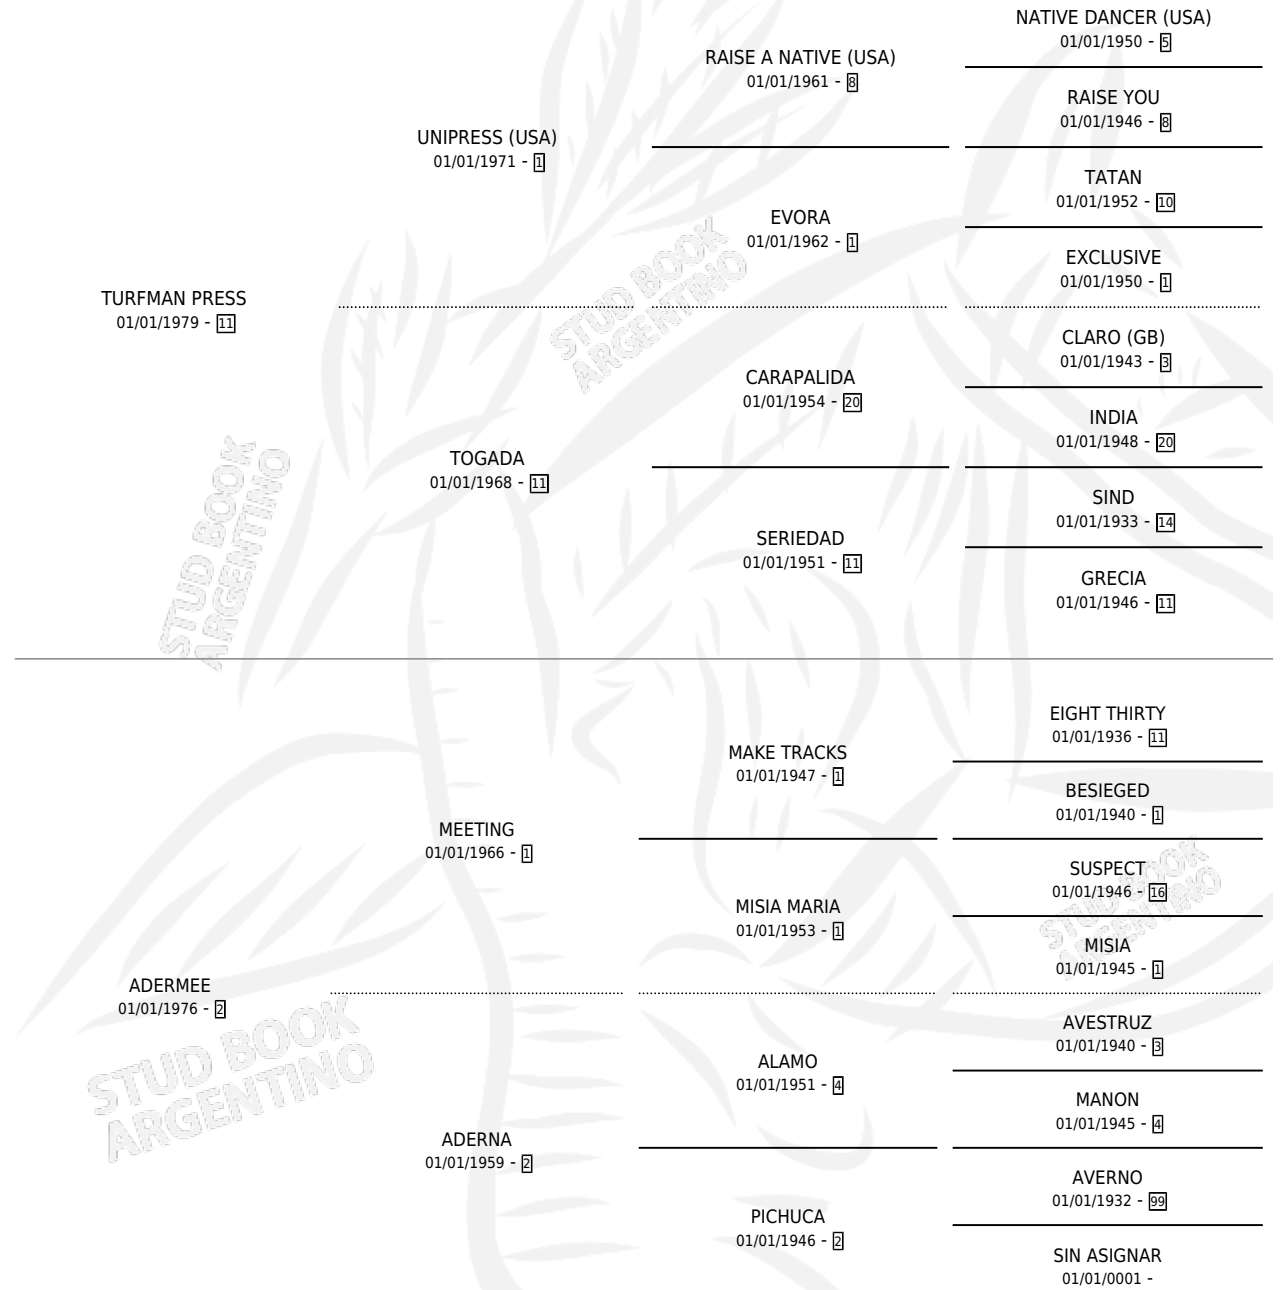 NATIVE DANCER (USA)
01/01/1950 - 5
RAISE A NATIVE (USA)
01/01/1961 - 8
RAISE YOU
01/01/1946 - 8
UNIPRESS (USA)
01/01/1971 - 1
TATAN
01/01/1952 - 10
EVORA
01/01/1962 - 1
EXCLUSIVE
01/01/1950 - 1
TURFMAN PRESS
01/01/1979 - 11
CLARO (GB)
01/01/1943 - 3
CARAPALIDA
01/01/1954 - 20
INDIA
01/01/1948 - 20
TOGADA
01/01/1968 - 11
SIND
01/01/1933 - 14
SERIEDAD
01/01/1951 - 11
GRECIA
01/01/1946 - 11
STUD BOOK
ARGENTINO
STUD BOOK
ARGENTINO
EIGHT THIRTY
01/01/1936 - 11
MAKE TRACKS
01/01/1947 - 1
BESIEGED
01/01/1940 - 1
MEETING
01/01/1966 - 1
SUSPECT
01/01/1946 - 16
MISIA MARIA
01/01/1953 - 1
MISIA
01/01/1945 - 1
STUD BOOK
ARGENTINO
ADERMEE
01/01/1976 - 2
AVESTRUZ
01/01/1940 - 3
ALAMO
01/01/1951 - 4
MANON
01/01/1945 - 4
STUD BOOK
ARGENTINO
ADERNA
01/01/1959 - 2
AVERNO
01/01/1932 - 99
PICHUCA
01/01/1946 - 2
SIN ASIGNAR
01/01/0001 -